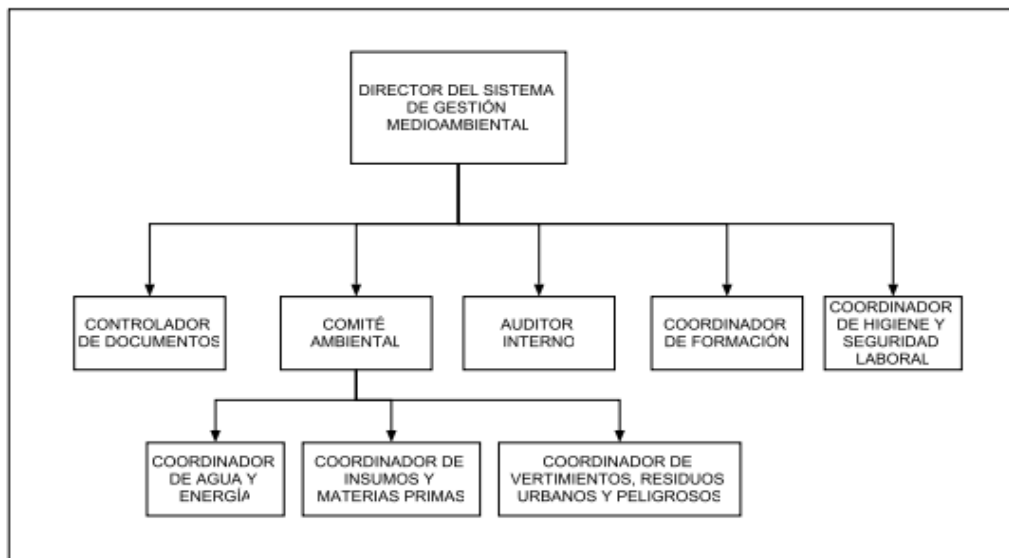 DIRECTOR DEL SISTEMA
DE GESTIÓN
MEDIOAMBIENTAL
CONTROLADOR
DE DOCUMENTOS
COMITÉ
AMBIENTAL
AUDITOR
INTERNO
COORDINADOR
DE FORMACIÓN
COORDINADOR
DE HIGIENE Y
SEGURIDAD
LABORAL
COORDINADOR
DE AGUA Y
ENERGÍA
COORDINADOR DE
INSUMOS Y
MATERIAS PRIMAS
COORDINADOR DE
VERTIMIENTOS, RESIDUOS
URBANOS Y PELIGROSOS